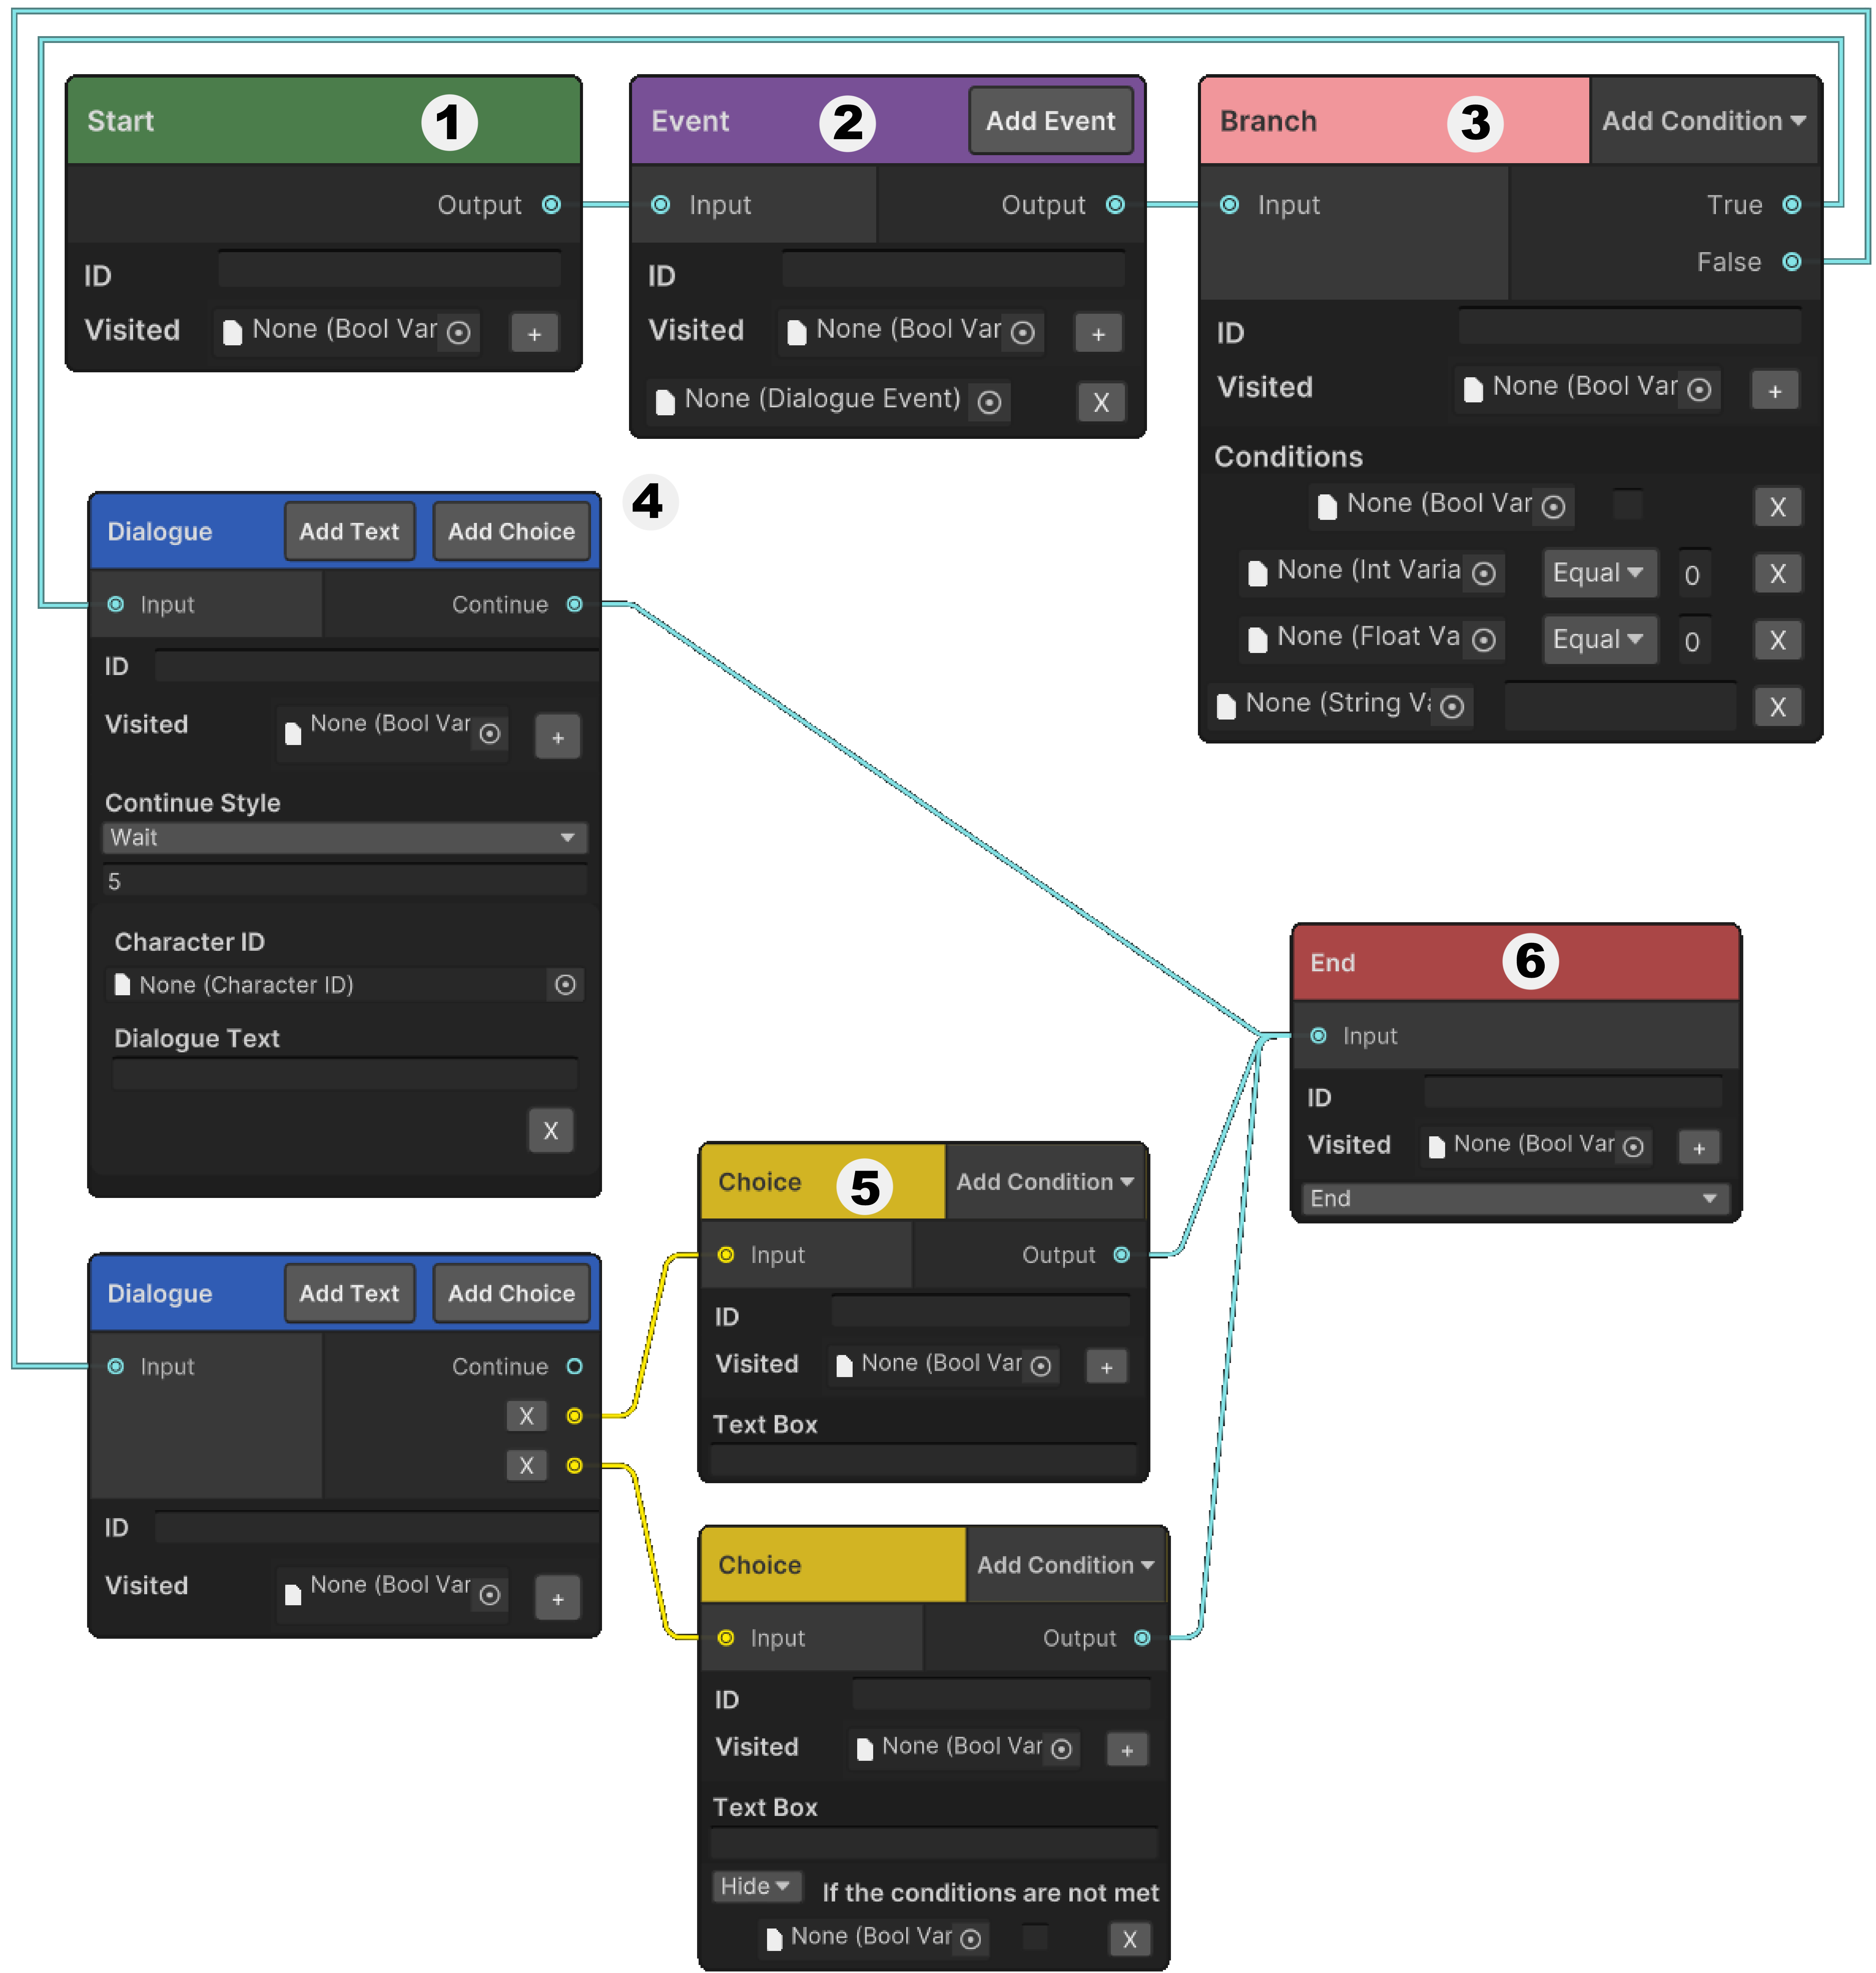 Start 1
Output
ID
Visited None (Bool Var +
Event 2 Add Event
Input Output
ID
Visited None (Bool Var +
None (Dialogue Event) X
Branch 3 Add Condition
Input True
False
ID
Visited None (Bool Var +
Conditions
None (Bool Var X
None (Int Varia Equal 0 X
None (Float Va Equal 0 X
None (String Va X
4
Dialogue Add Text Add Choice
Input Continue
ID
Visited None (Bool Var +
Continue Style
Wait
5
Character ID
None (Character ID)
Dialogue Text
X
Dialogue Add Text Add Choice
Input Continue
X
X
ID
Visited None (Bool Var +
Choice 5 Add Condition
Input Output
ID
Visited None (Bool Var +
Text Box
Choice Add Condition
Input Output
ID
Visited None (Bool Var +
Text Box
Hide If the conditions are not met
None (Bool Var X
End 6
Input
ID
Visited None (Bool Var +
End